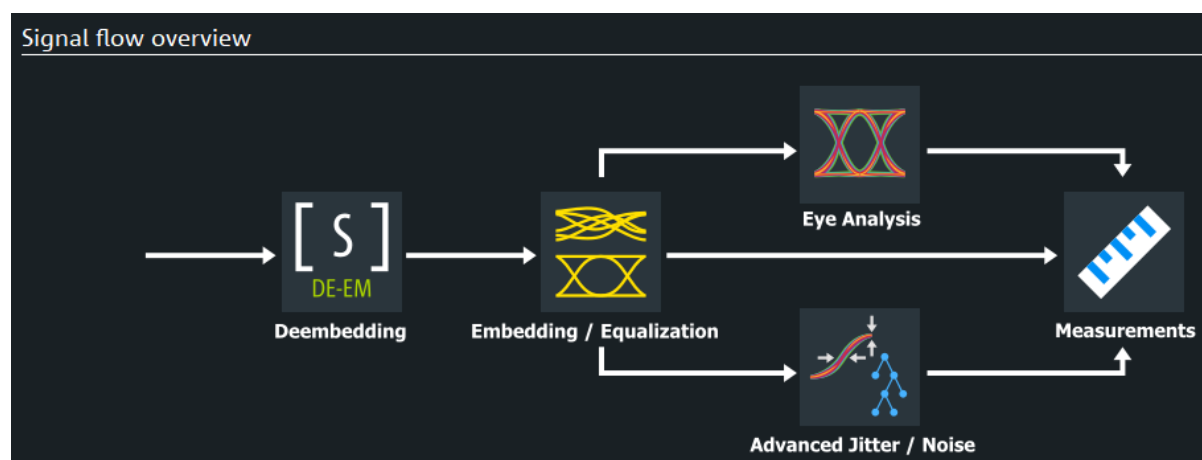 Signal flow overview
Eye Analysis
[ S ]
DE-EM
Deembedding
Embedding / Equalization
Measurements
Advanced Jitter / Noise